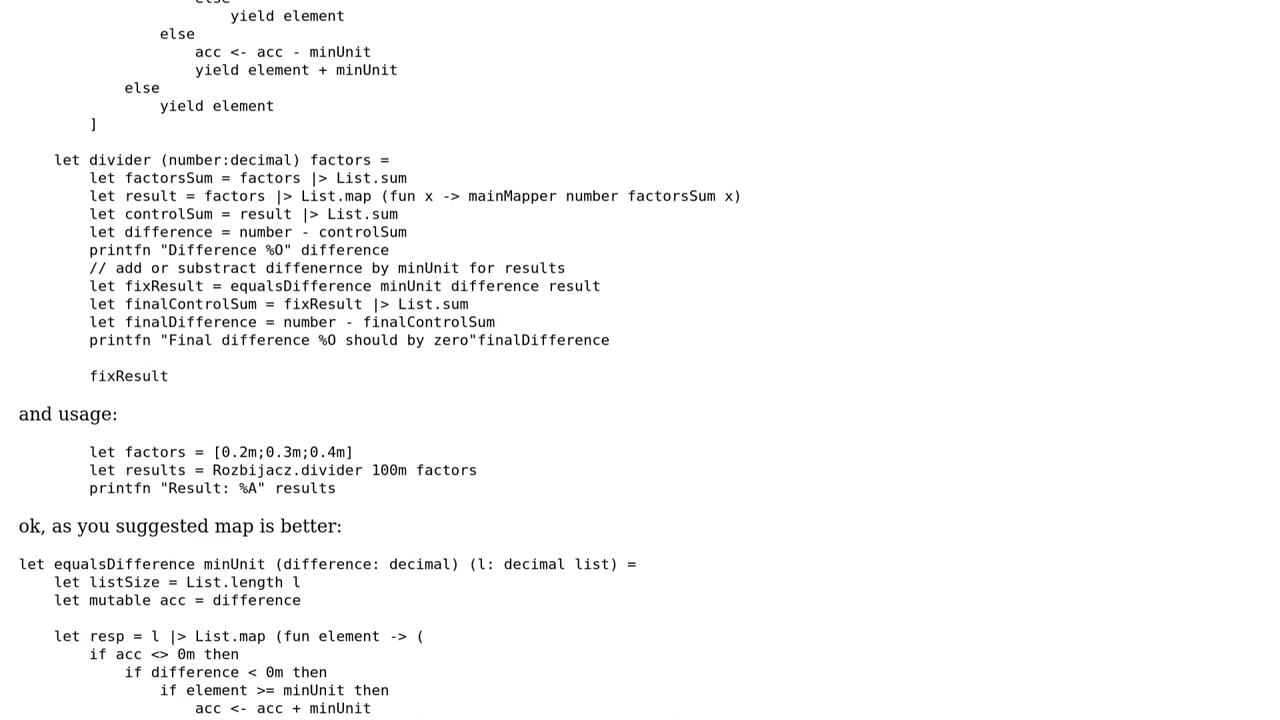 else
yield element
else
acc <- acc - minUnit
yield element + minUnit
else
yield element
]
let divider (number:decimal) factors =
let factorsSum = factors |> List.sum
let result = factors |> List.map (fun x -> mainMapper number factorsSum x)
let controlSum = result |> List.sum
let difference = number - controlSum
printfn "Difference %O" difference
// add or substract diffenernce by minUnit for results
let fixResult = equalsDifference minUnit difference result
let finalControlSum = fixResult |> List.sum
let finalDifference = number - finalControlSum
printfn "Final difference %O should by zero"finalDifference
fixResult
and usage:
let factors = [0.2m;0.3m;0.4m]
let results = Rozbijacz.divider 100m factors
printfn "Result: %A" results
ok, as you suggested map is better:
let equalsDifference minUnit (difference: decimal) (l: decimal list) =
let listSize = List.length l
let mutable acc = difference
let resp = l |> List.map (fun element -> (
if acc <> 0m then
if difference < 0m then
if element >= minUnit then
acc <- acc + minUnit